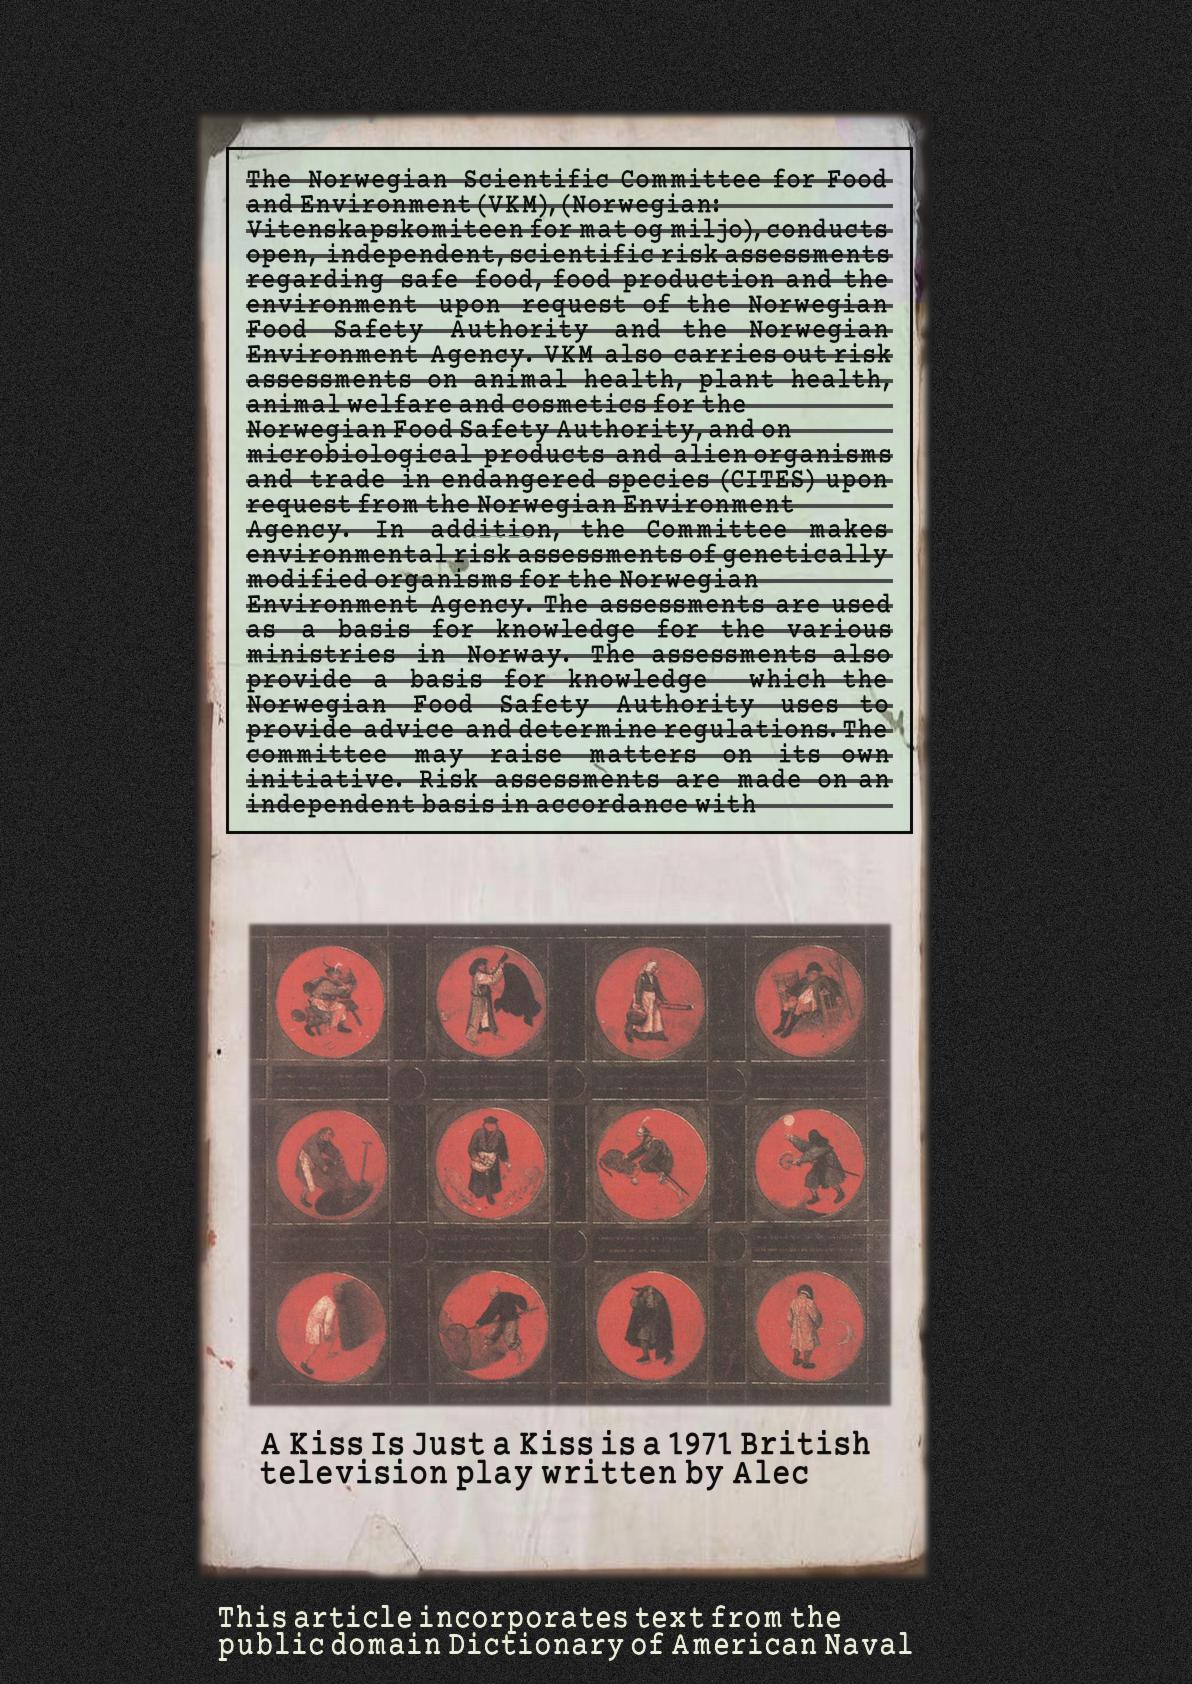 The Norwegian Scientific Committee for Food
and Environment (VKM), (Norwegian:
Vitenskapskomiteen for mat og miljo), conducts
open, independent, scientific risk assessments
regarding safe food, food production and the
environment upon request of the Norwegian
Food Safety Authority and the Norwegian
Environment Agency. VKM also carries out risk
assessments on animal health, plant health,
animal welfare and cosmetics for the
Norwegian Food Safety Authority, and on
microbiological products and alien organisms
and trade in endangered species (CITES) upon
request from the Norwegian Environment
Agency. In addition, the Committee makes
environmental risk assessments of genetically
modified organisms for the Norwegian
Environment Agency. The assessments are used
as a basis for knowledge for the various
ministries in Norway. The assessments also
provide a basis for knowledge which the
Norwegian Food Safety Authority uses to
provide advice and determine regulations. The
committee may raise matters on its own
initiative. Risk assessments are made on an
independent basis in accordance with
A Kiss Is Just a Kiss is a 1971 British
television play written by Alec
This article incorporates text from the
public domain Dictionary of American Naval